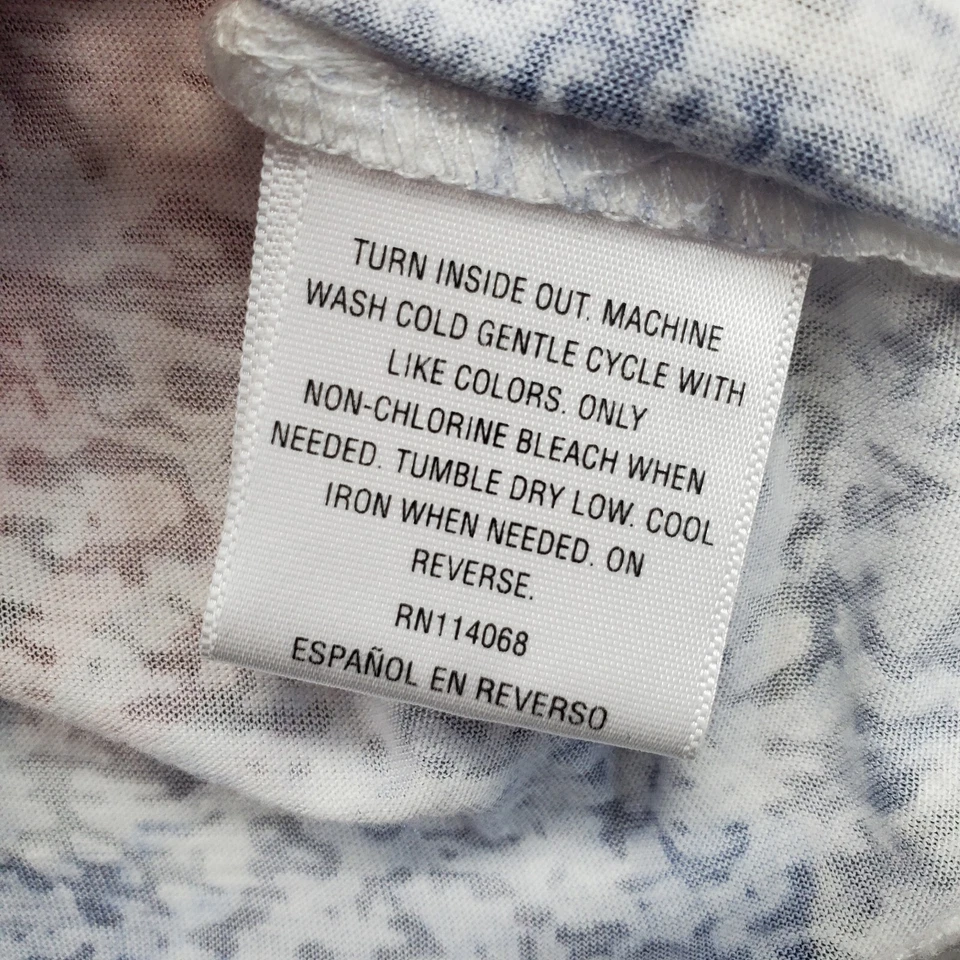 TURN INSIDE OUT. MACHINE
WASH COLD GENTLE CYCLE WITH
LIKE COLORS. ONLY
NON-CHLORINE BLEACH WHEN
NEEDED. TUMBLE DRY LOW. COOL
IRON WHEN NEEDED. ON
REVERSE.
RN114068
ESPAÑOL EN REVERSO